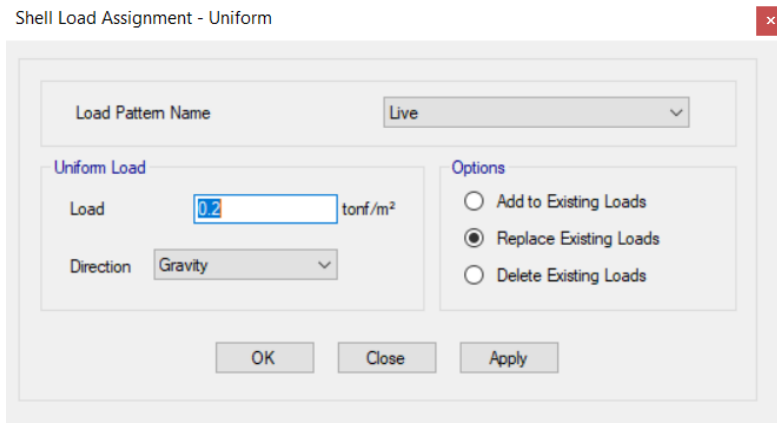 Shell Load Assignment - Uniform
×
Load Pattern Name
Live
Uniform Load
Load
0.2
tonf/m²
Direction
Gravity
Options
Add to Existing Loads
Replace Existing Loads
Delete Existing Loads
OK
Close
Apply